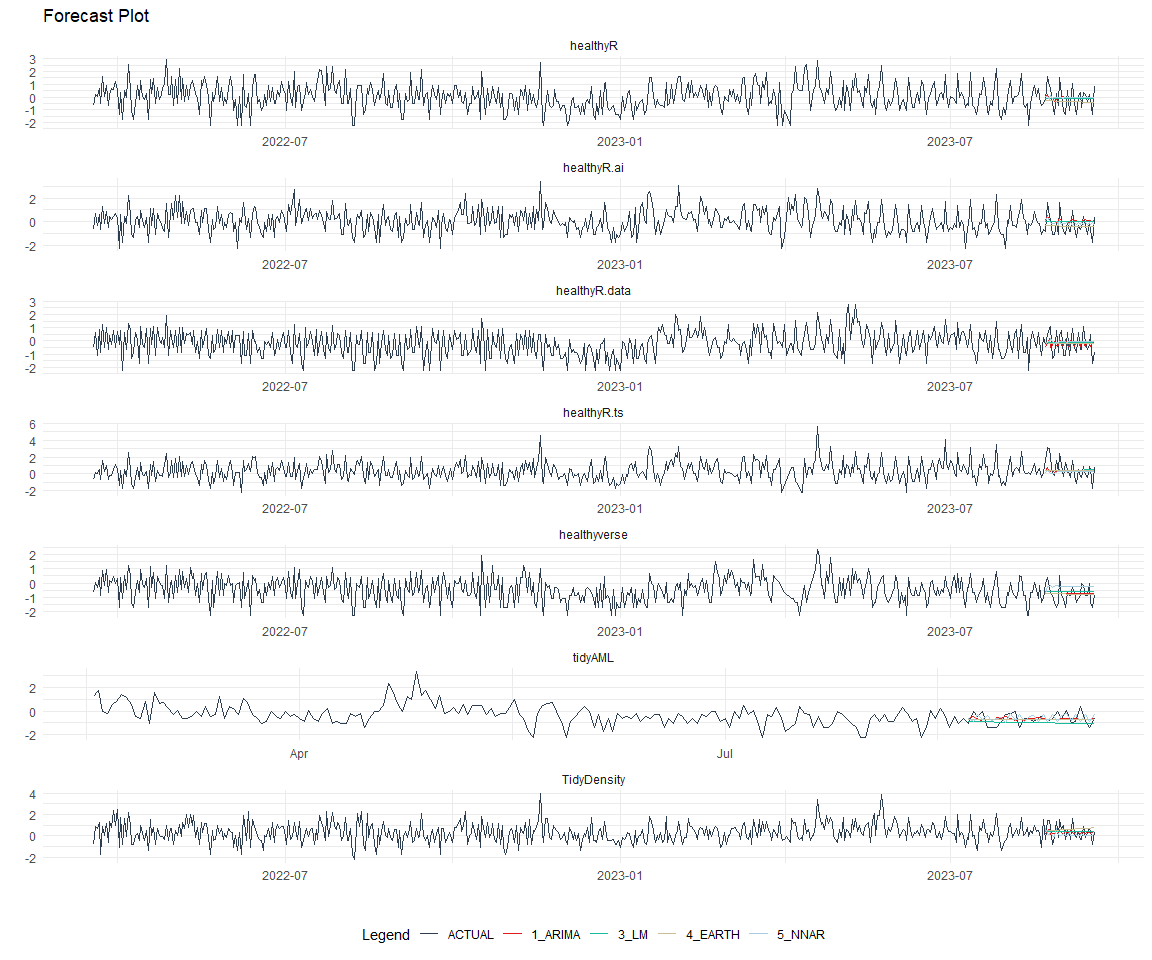 Forecast Plot
healthyR
3
2
1
0
-1
-2
2022-07 2023-01 2023-07
healthyR.ai
2
0
-2
2022-07 2023-01 2023-07
healthyR.data
3
2
1
0
-1
-2
2022-07 2023-01 2023-07
healthyR.ts
6
4
2
0
-2
2022-07 2023-01 2023-07
healthyverse
2
1
0
-1
-2
2022-07 2023-01 2023-07
tidyAML
2
0
-2
Apr Jul
TidyDensity
4
2
0
-2
2022-07 2023-01 2023-07
Legend ACTUAL 1_ARIMA 3_LM 4_EARTH 5_NNAR